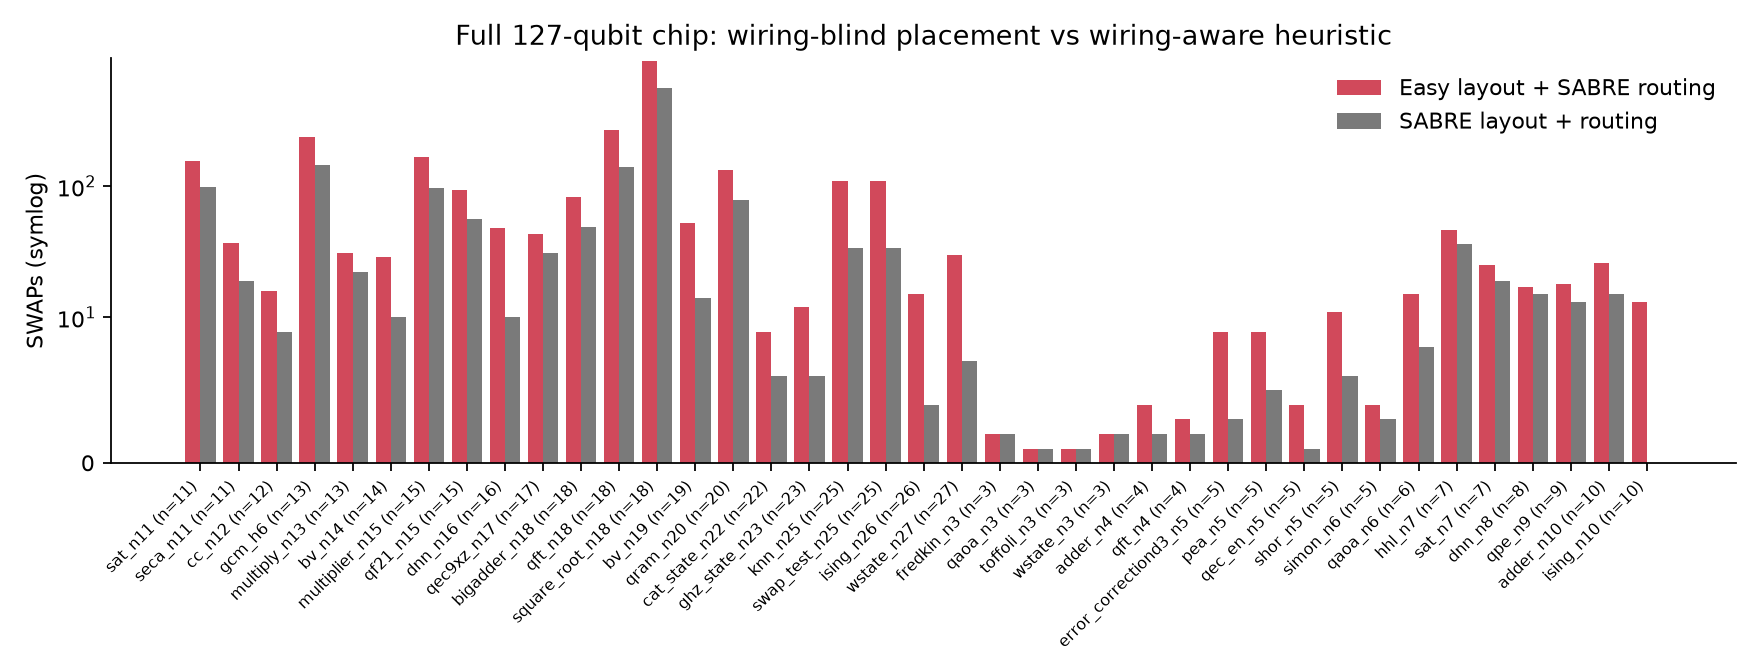 Full 127-qubit chip: wiring-blind placement vs wiring-aware heuristic
Easy layout + SABRE routing
SABRE layout + routing
SWAPs (symlog)
10²
10¹
0
sat_n11 (n=11)
seca_n11 (n=11)
cc_n12 (n=12)
gcm_h6 (n=13)
multiply_n13 (n=13)
bv_n14 (n=14)
multiplier_n15 (n=15)
qf21_n15 (n=15)
dnn_n16 (n=16)
qec9xz_n17 (n=17)
bigadder_n18 (n=18)
qft_n18 (n=18)
square_root_n18 (n=18)
bv_n19 (n=19)
qram_n20 (n=20)
cat_state_n22 (n=22)
ghz_state_n23 (n=23)
knn_n25 (n=25)
swap_test_n25 (n=25)
ising_n26 (n=26)
wstate_n27 (n=27)
fredkin_n3 (n=3)
qaoa_n3 (n=3)
toffoli_n3 (n=3)
wstate_n3 (n=3)
adder_n4 (n=4)
qft_n4 (n=4)
error_correctiond3_n5 (n=5)
pea_n5 (n=5)
qec_en_n5 (n=5)
shor_n5 (n=5)
simon_n6 (n=5)
qaoa_n6 (n=6)
hhl_n7 (n=7)
sat_n7 (n=7)
dnn_n8 (n=8)
qpe_n9 (n=9)
adder_n10 (n=10)
ising_n10 (n=10)